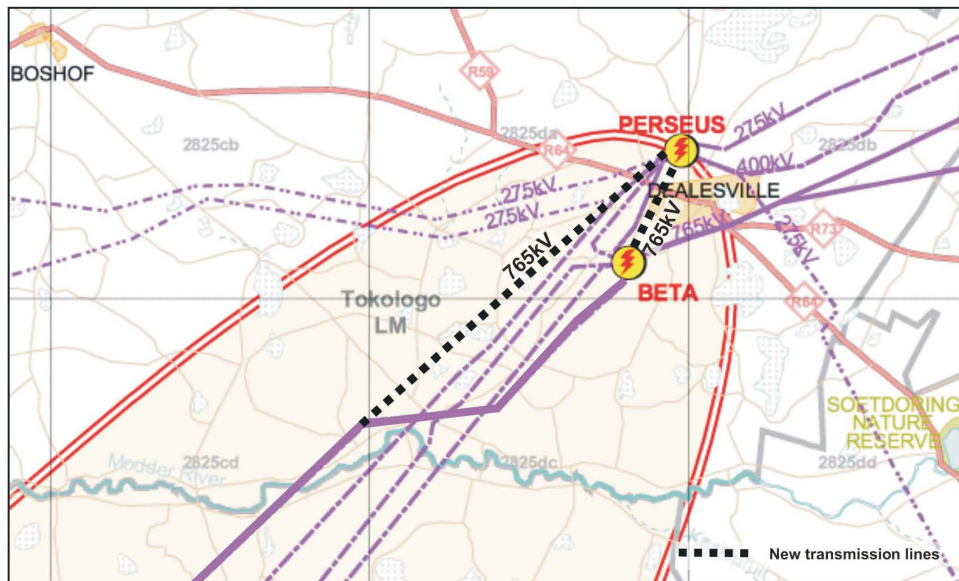 BOSHOF
R59
2825cb
2825da
R64
PERSEUS
275kV
2825db
400kV
DEALESVILLE
275kV
275kV
765kV
765kV
765kV
275kV
R73
BETA
R64
Tokologo
LM
SOETDORING
NATURE
RESERVE
2825cd
Modder River
2825dc
2825dd
New transmission lines